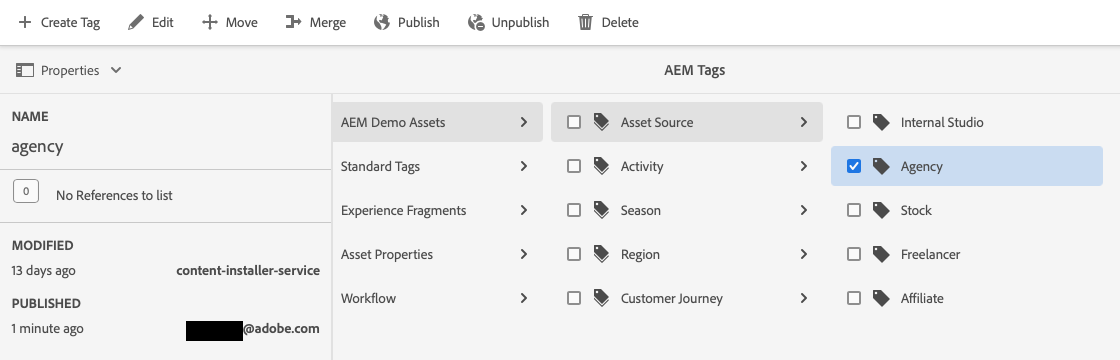 Create Tag Edit Move Merge Publish Unpublish Delete
Properties AEM Tags
NAME
agency
0 No References to list
MODIFIED
13 days ago content-installer-service
PUBLISHED
1 minute ago @adobe.com
AEM Demo Assets
Standard Tags
Experience Fragments
Asset Properties
Workflow
Asset Source
Activity
Season
Region
Customer Journey
Internal Studio
Agency
Stock
Freelancer
Affiliate